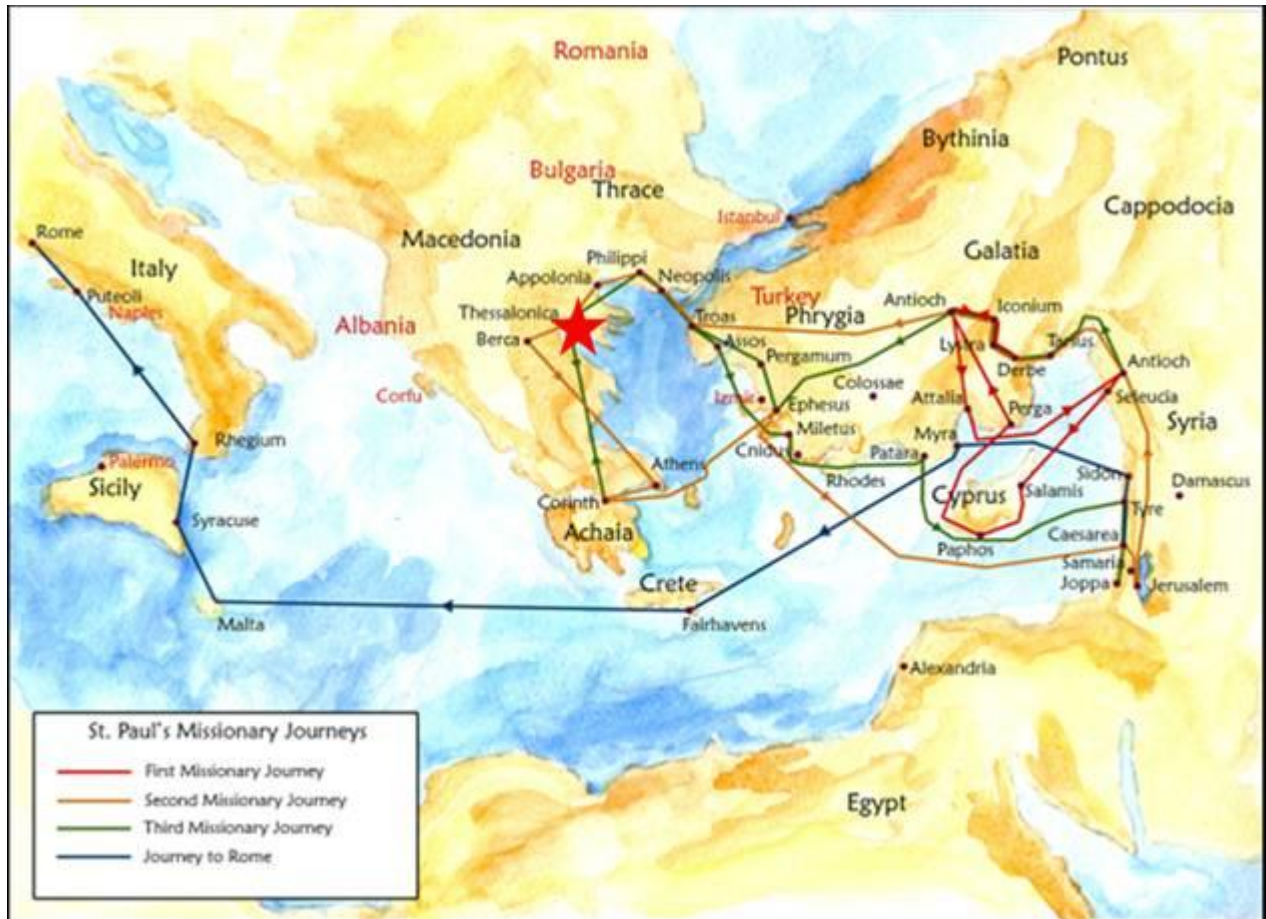 Romania
Pontus
Bythinia
Bulgaria
Thrace
Istanbul
Cappodocia
Rome
Macedonia
Galatia
Italy
Philippi
Appolonia
Neopolis
Puteoli
Naples
Thessalonica
Turkey
Phrygia
Antioch
Iconium
Albania
Troas
Berca
Assos
Lystra
Tarsus
Derbe
Antioch
Pergamum
Colossae
Corfu
Izmir
Ephesus
Attalia
Perga
Seleucia
Syria
Rhegium
Miletus
Myra
Cnidus
Patara
Palermo
Sicily
Athens
Rhodes
Sidon
Damascus
Corinth
Cyprus
Salamis
Tyre
Syracuse
Achaia
Paphos
Caesarea
Samaria
Crete
Joppa
Jerusalem
Malta
Fairhavens
Alexandria
St. Paul's Missionary Journeys
First Missionary Journey
Second Missionary Journey
Third Missionary Journey
Journey to Rome
Egypt